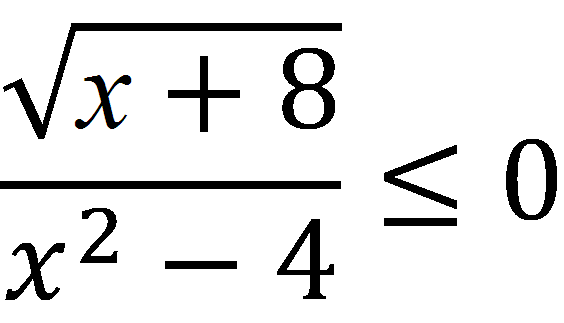 √(x + 8)
x² − 4 ≤ 0